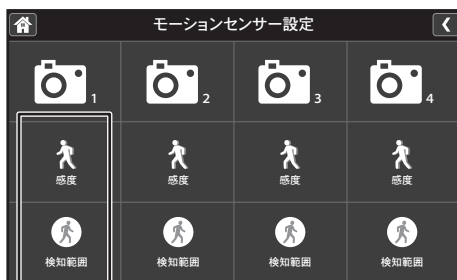 モーションセンサー設定
1 2 3 4
感度 感度 感度 感度
検知範囲 検知範囲 検知範囲 検知範囲